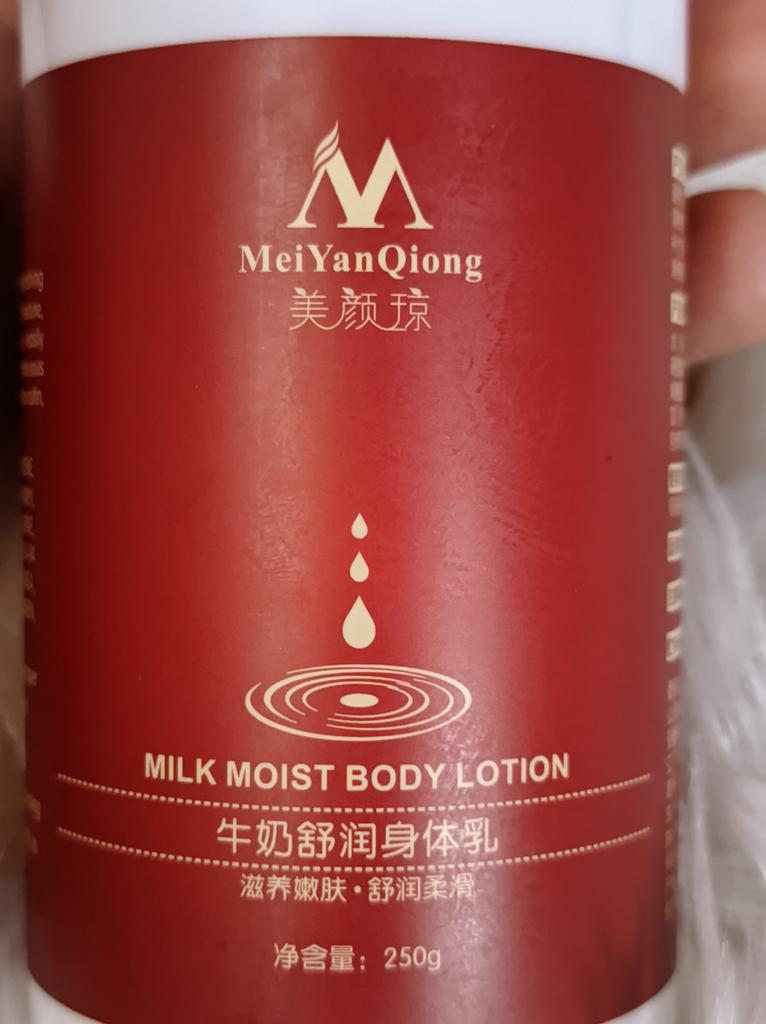 MeiYanQiong
美颜琼
MILK MOIST BODY LOTION
牛奶舒润身体乳
滋养嫩肤·舒润柔滑
净含量：250g